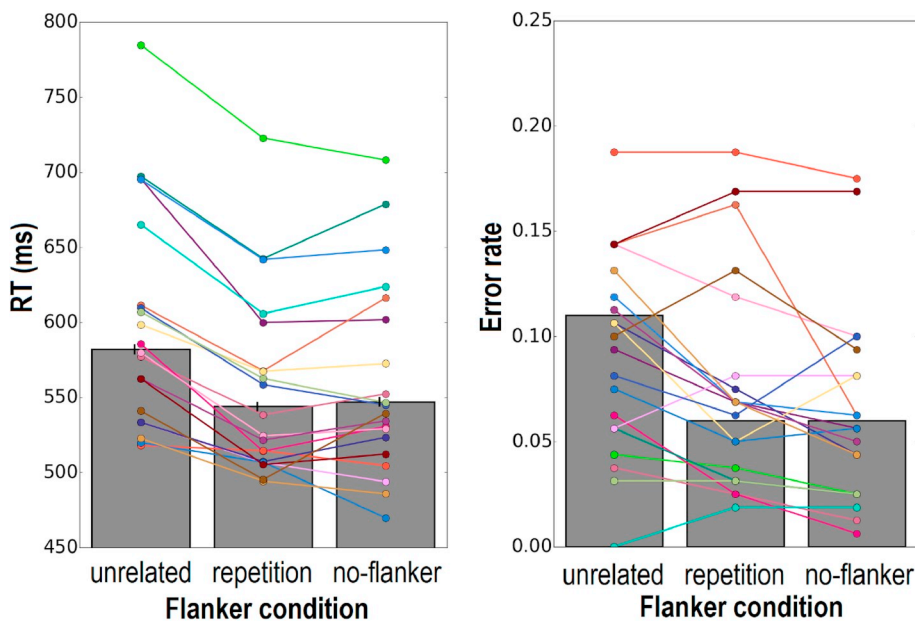 800
750
700
650
600
550
500
450
RT (ms)
unrelated repetition no-flanker
Flanker condition
0.25
0.20
0.15
0.10
0.05
0.00
Error rate
unrelated repetition no-flanker
Flanker condition